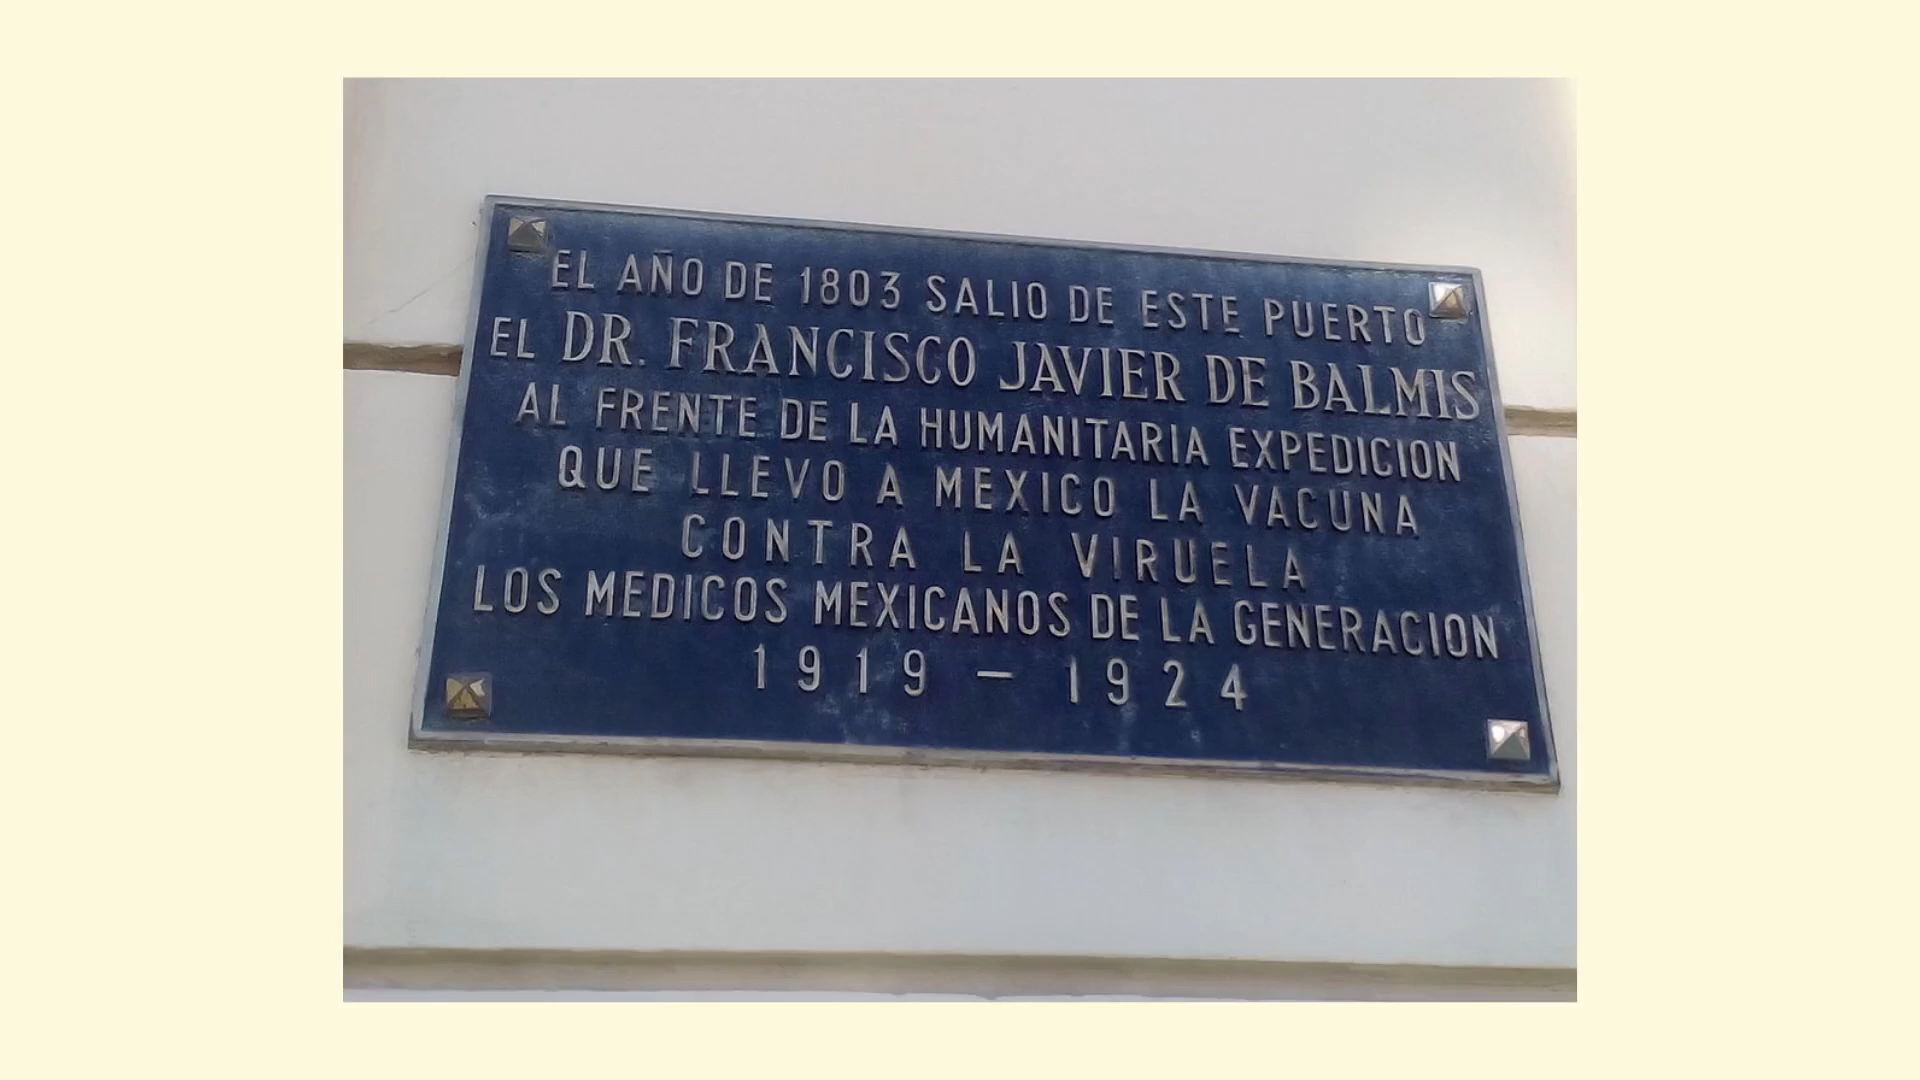 EL AÑO DE 1803 SALIO DE ESTE PUERTO
EL DR. FRANCISCO JAVIER DE BALMIS
AL FRENTE DE LA HUMANITARIA EXPEDICION
QUE LLEVO A MEXICO LA VACUNA
CONTRA LA VIRUELA
LOS MEDICOS MEXICANOS DE LA GENERACION
1919 - 1924